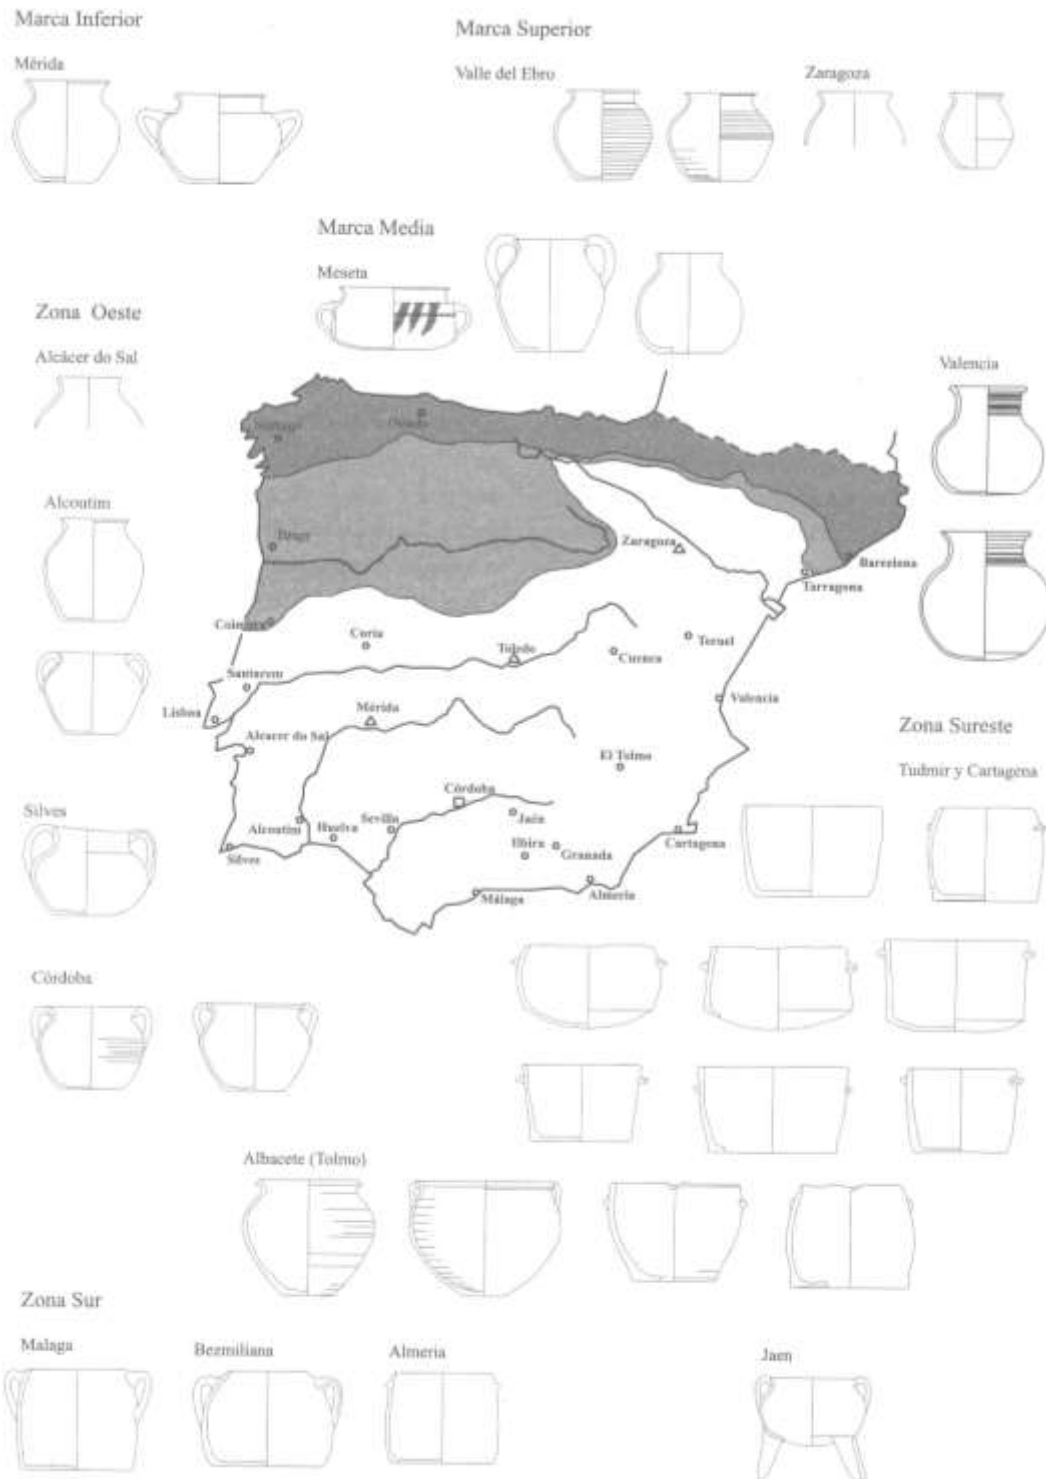 Marca Inferior
Marca Superior
Mérida
Valle del Ebro
Zaragoza
Marca Media
Meseta
Zona Oeste
Alcácer do Sal
Valencia
Alcoutim
Braga
Zaragoza
Barcelona
Tarragona
Coimbra
Coria
Toledo
Cuenca
Teruel
Santarem
Lisboa
Mérida
Valencia
Alcacer do Sal
El Tolmo
Zona Sureste
Tudmir y Cartagena
Córdoba
Silves
Alcoutim
Huelva
Sevilla
Jaén
Ilbira
Granada
Cartagena
Silves
Málaga
Almería
Córdoba
Albacete (Tolmo)
Zona Sur
Malaga
Bezmiliana
Almeria
Jaen